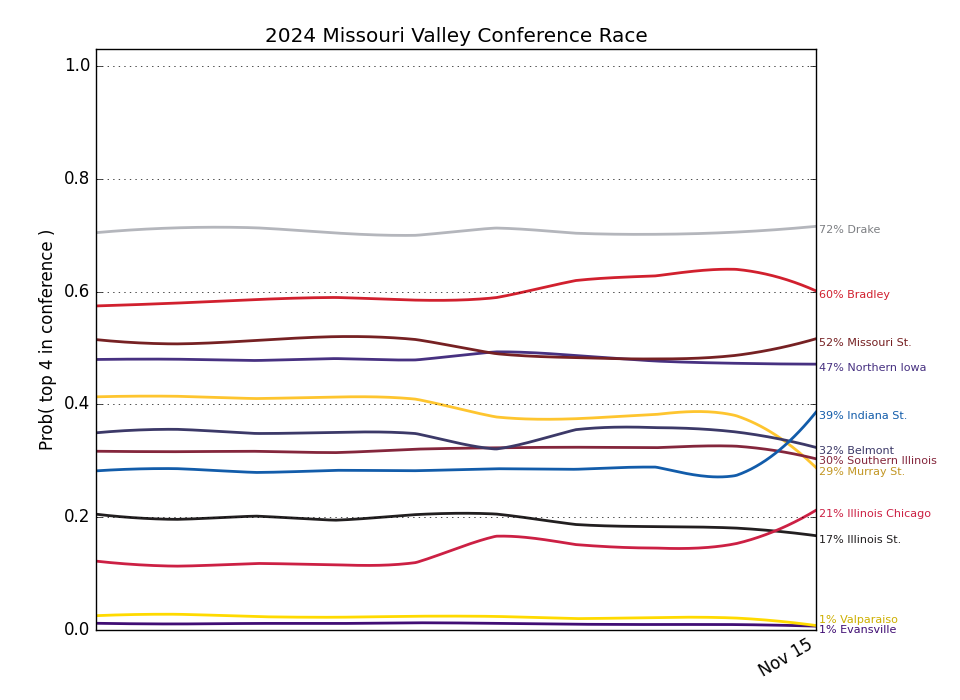 2024 Missouri Valley Conference Race
Prob( top 4 in conference )
1.0
0.8
0.6
0.4
0.2
0.0
72% Drake
60% Bradley
52% Missouri St.
47% Northern Iowa
39% Indiana St.
32% Belmont
30% Southern Illinois
29% Murray St.
21% Illinois Chicago
17% Illinois St.
1% Valparaiso
1% Evansville
Nov 15